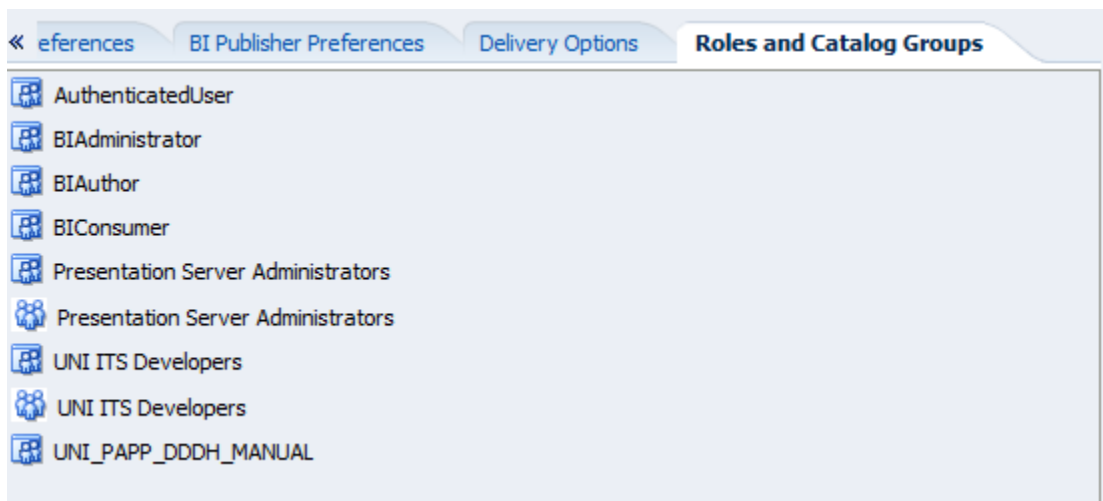 « eferences BI Publisher Preferences Delivery Options Roles and Catalog Groups
AuthenticatedUser
BIAdministrator
BIAuthor
BIConsumer
Presentation Server Administrators
Presentation Server Administrators
UNI ITS Developers
UNI ITS Developers
UNI_PAPP_DDDH_MANUAL